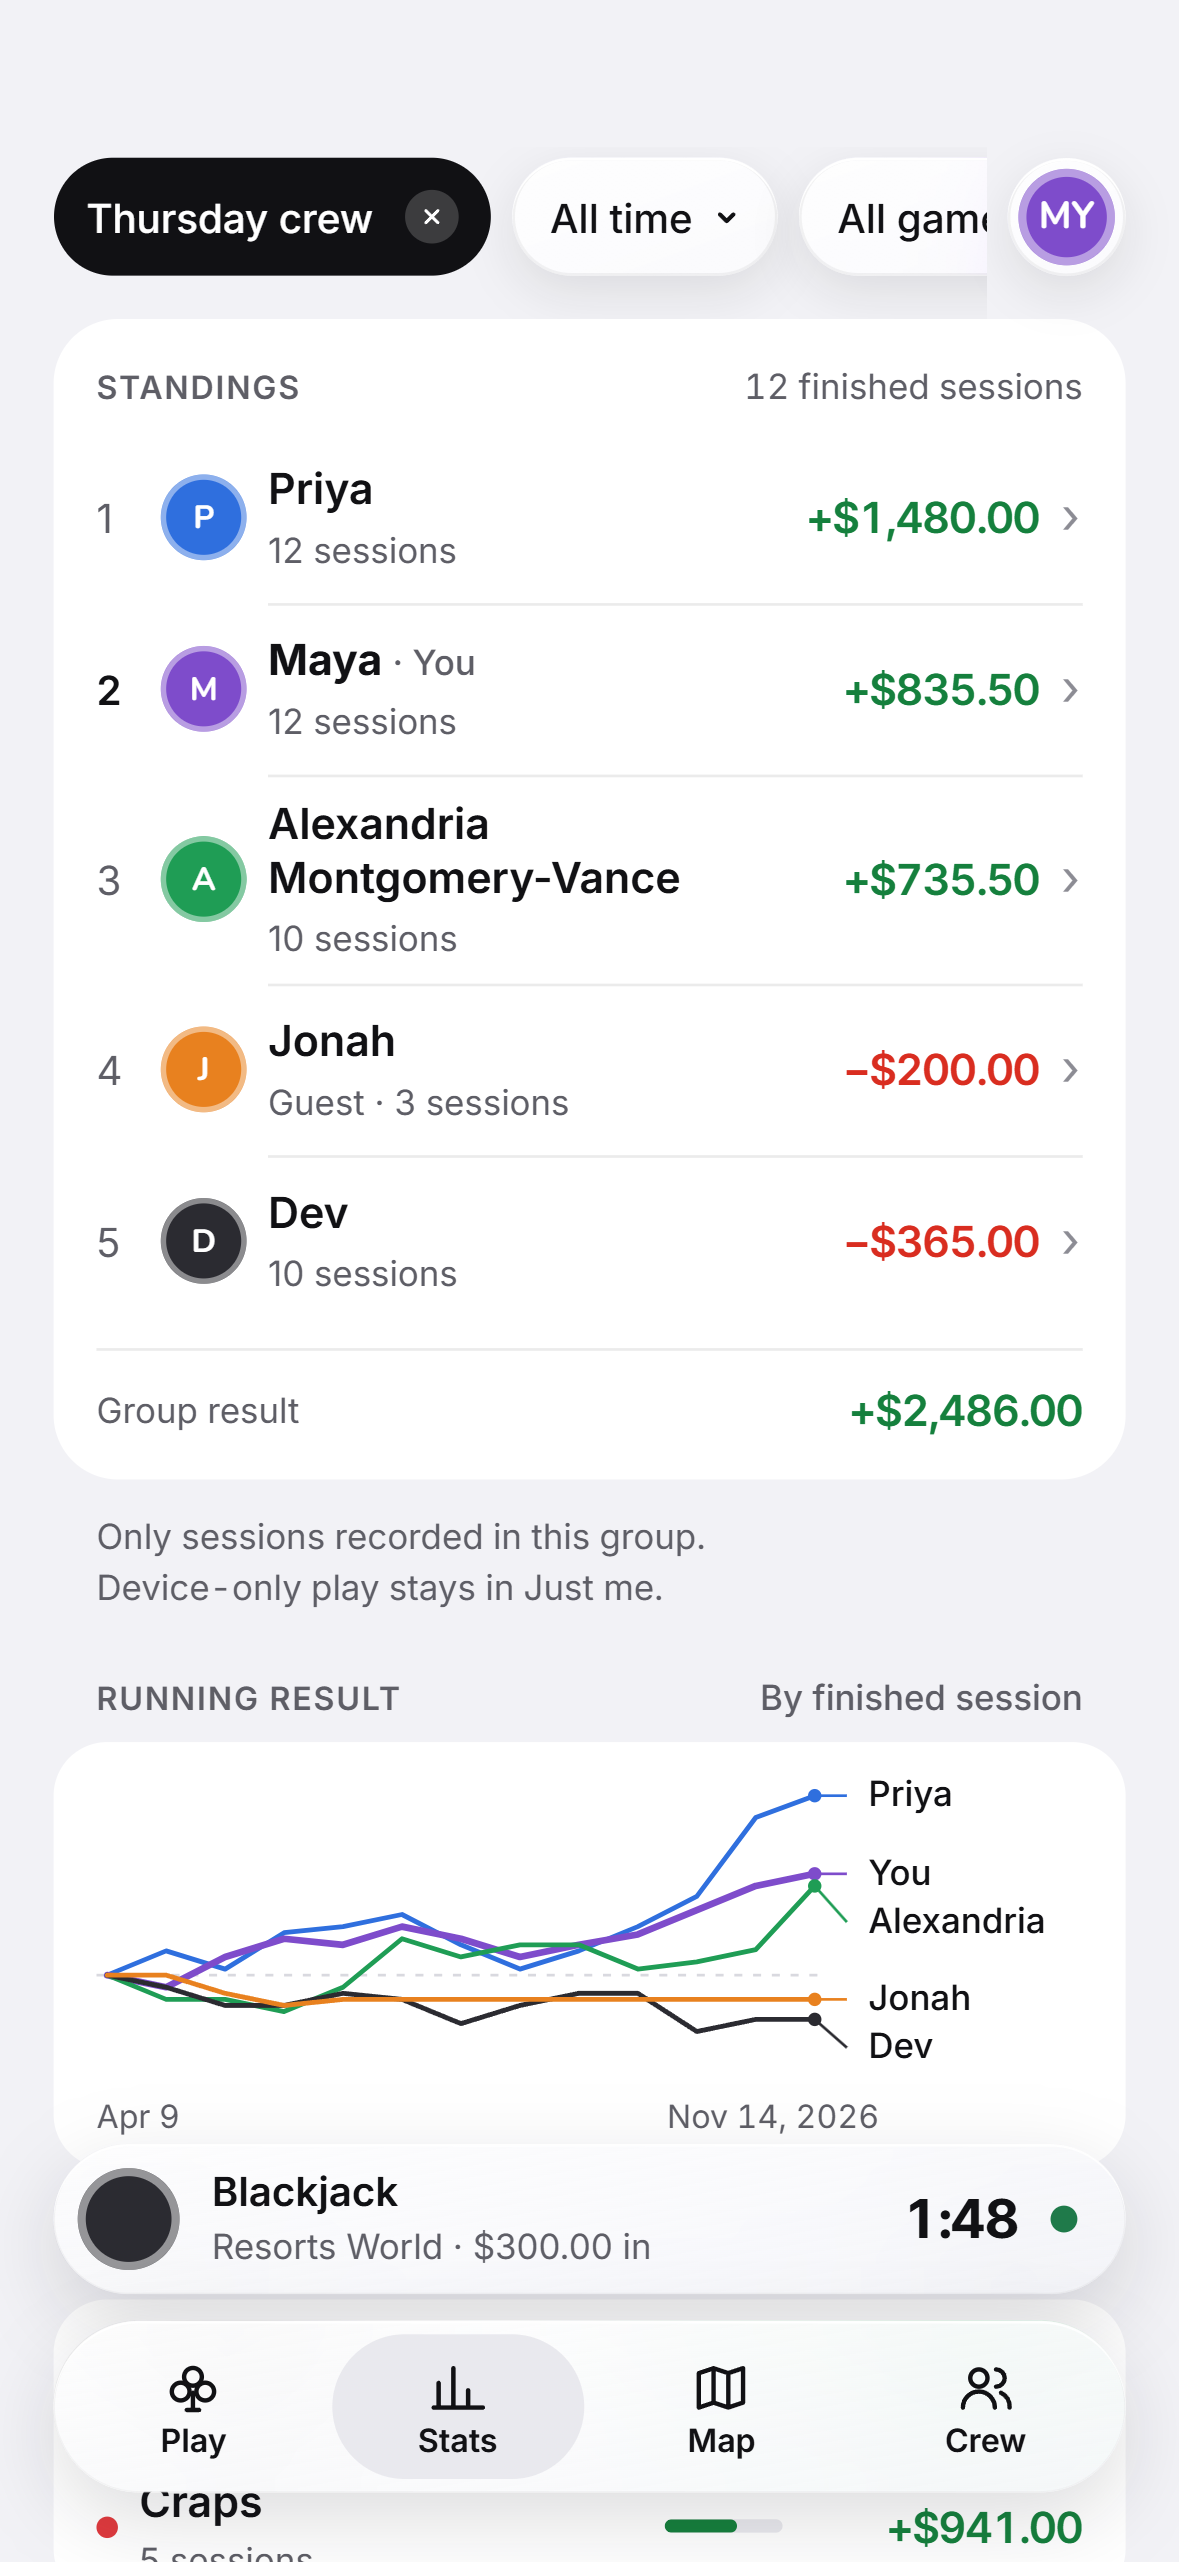 Thursday crew
All time
All game
MY
STANDINGS
12 finished sessions
1
P
Priya
12 sessions
+$1,480.00
2
M
Maya · You
12 sessions
+$835.50
3
A
Alexandria
Montgomery-Vance
10 sessions
+$735.50
4
J
Jonah
Guest · 3 sessions
–$200.00
5
D
Dev
10 sessions
–$365.00
Group result
+$2,486.00
Only sessions recorded in this group.
Device-only play stays in Just me.
RUNNING RESULT
By finished session
Priya
You
Alexandria
Jonah
Dev
Apr 9
Nov 14, 2026
Blackjack
Resorts World · $300.00 in
1:48
Play
Stats
Map
Crew
Craps
5 sessions
+$941.00